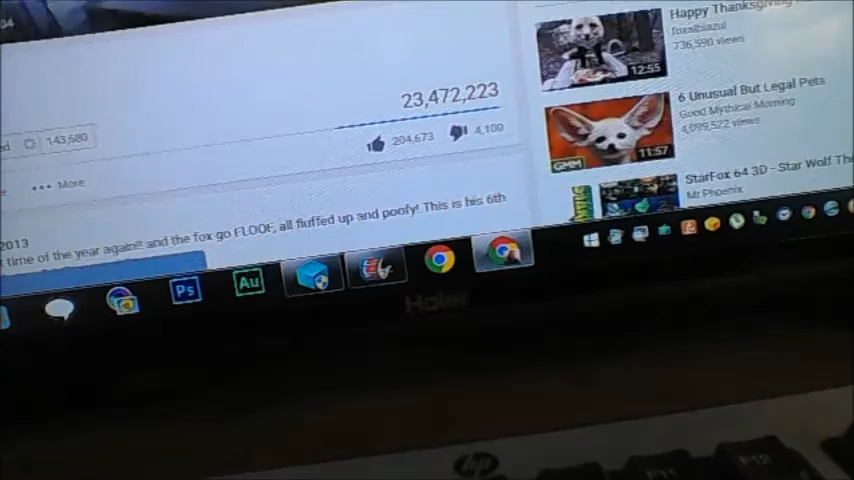 Happy Thanksgiving
foxalbiazul
736,590 views
12:55
23,472,223
6 Unusual But Legal Pets
Good Mythical Morning
4,099,522 views
11:57
GMM
143,680
204,673 4,100
••• More
StarFox 64 3D - Star Wolf The
Mr Phoenix
2013
time of the year again!! and the fox go FLOOF, all fluffed up and poofy! This is his 6th
Ps
Au
Haier
hp
F11
F12